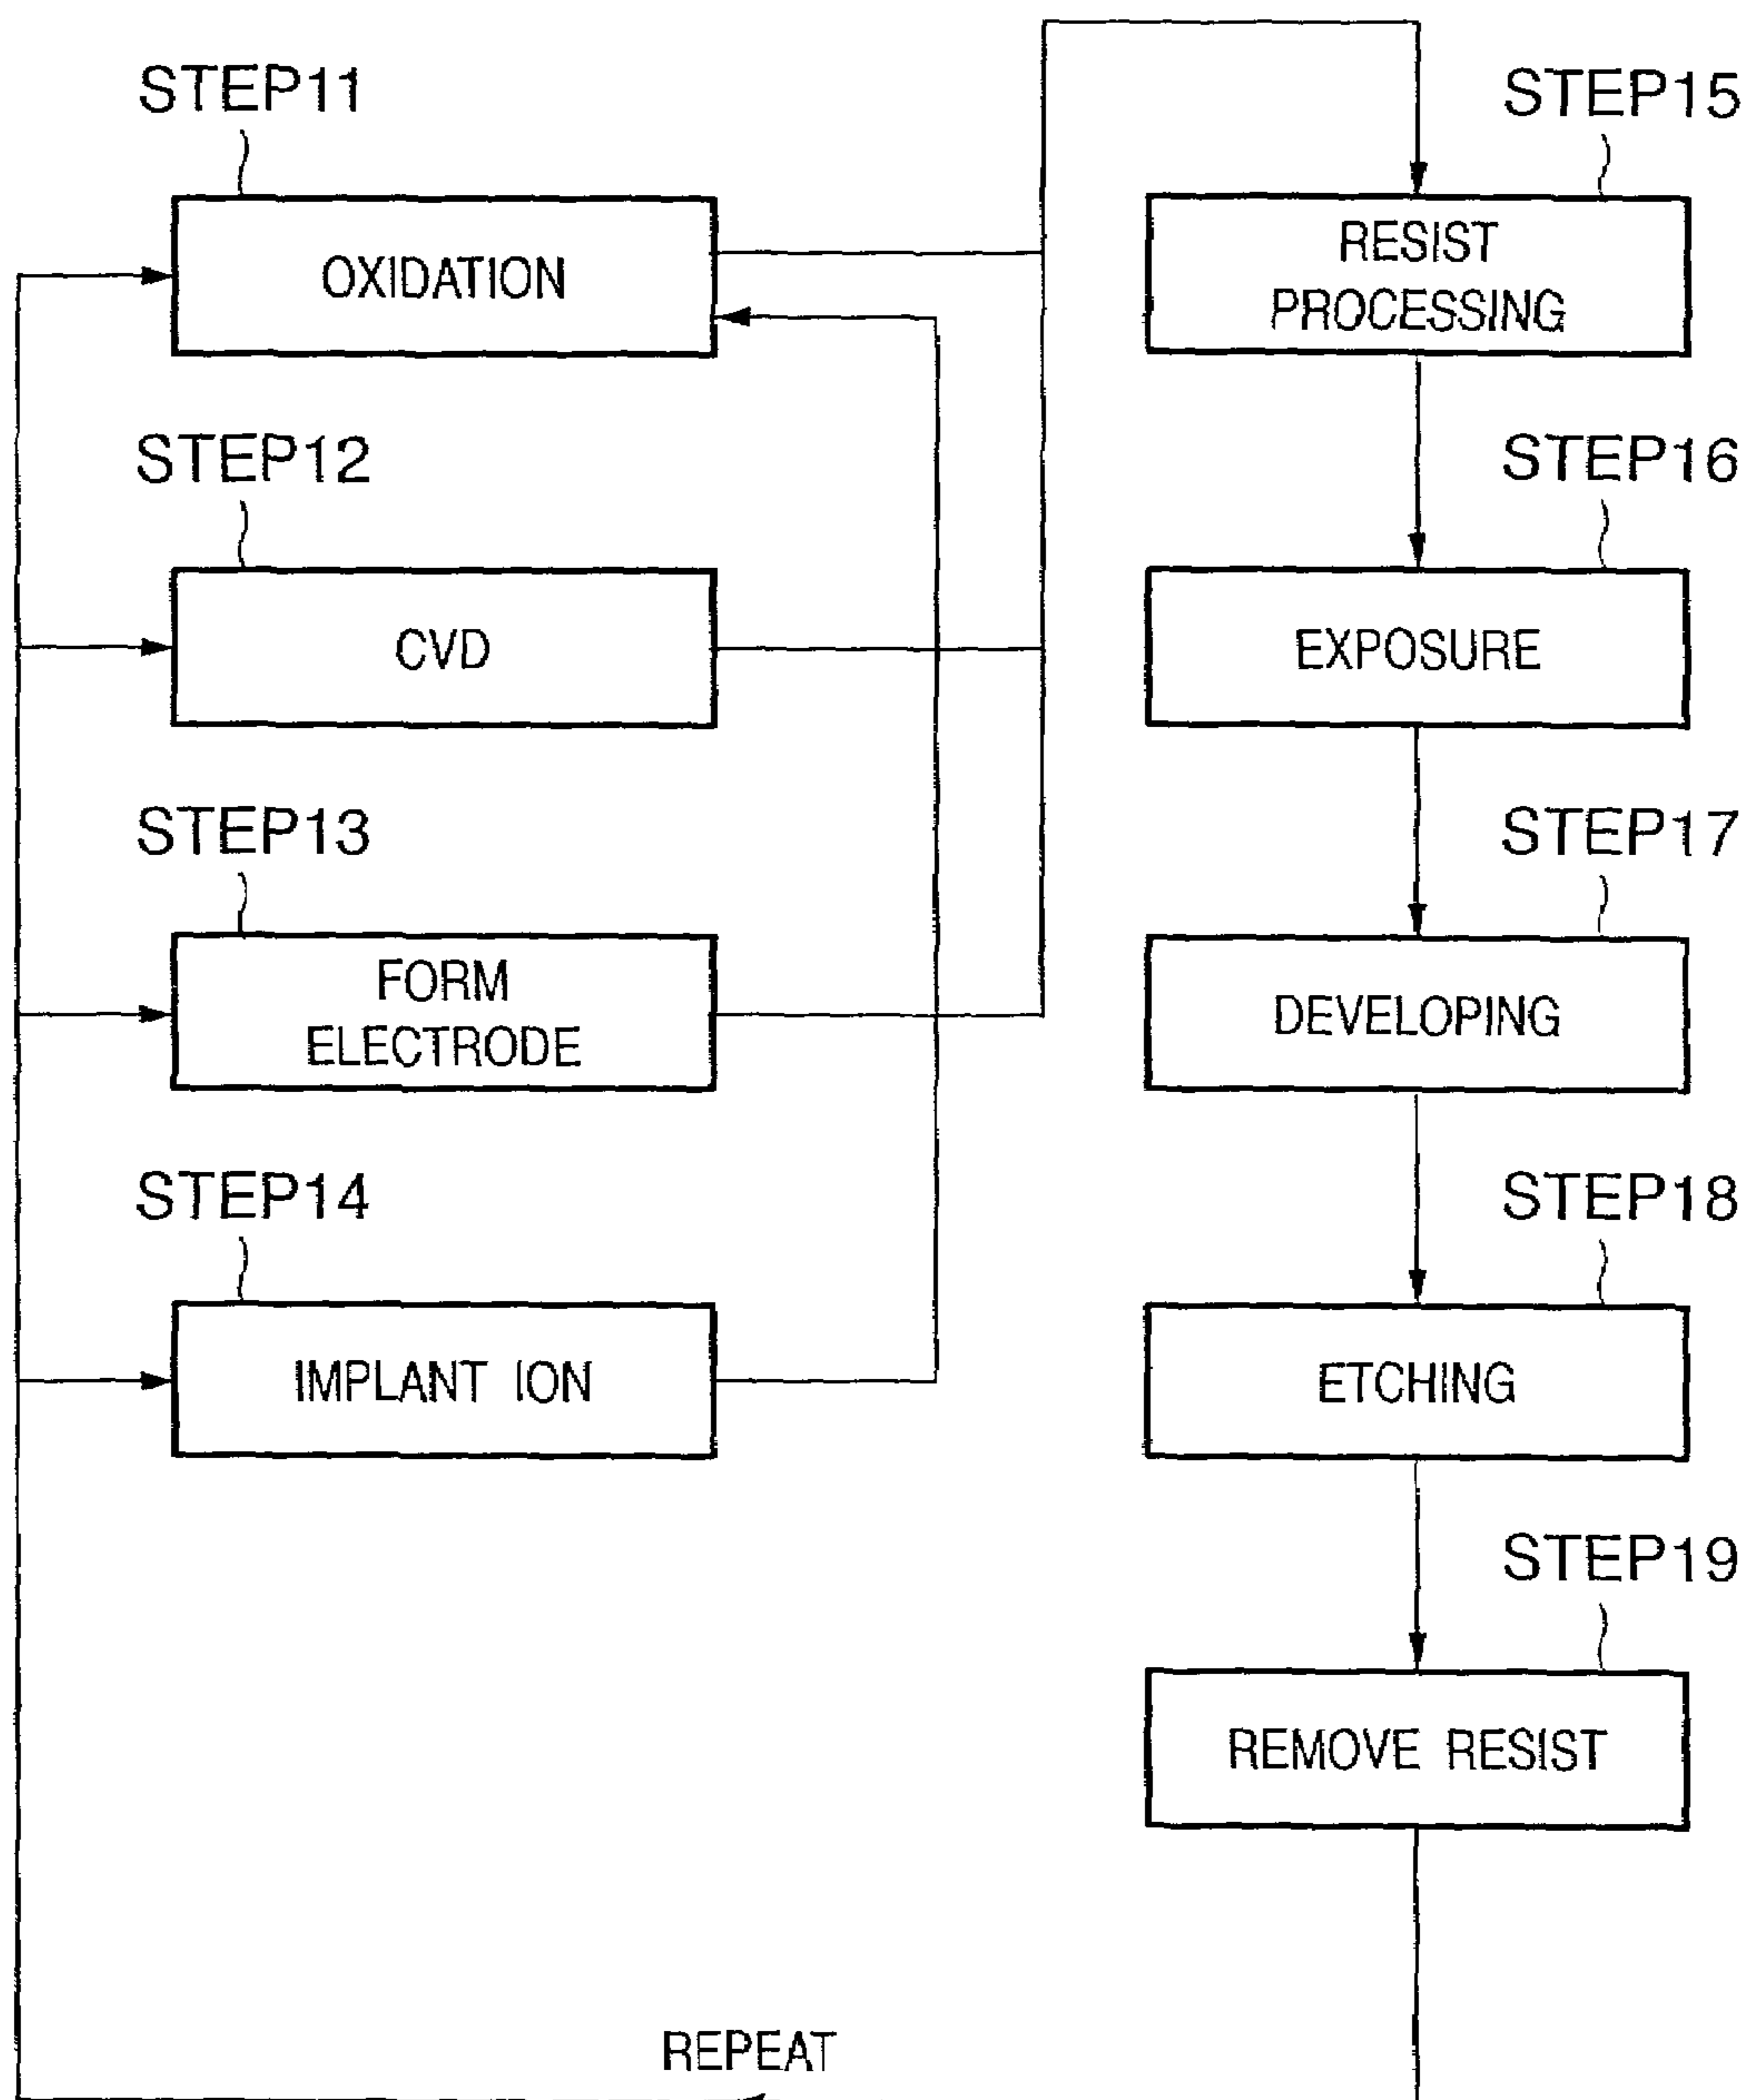 STEP11
OXIDATION
STEP12
CVD
STEP13
FORM
ELECTRODE
STEP14
IMPLANT ION
STEP15
RESIST
PROCESSING
STEP16
EXPOSURE
STEP17
DEVELOPING
STEP18
ETCHING
STEP19
REMOVE RESIST
REPEAT